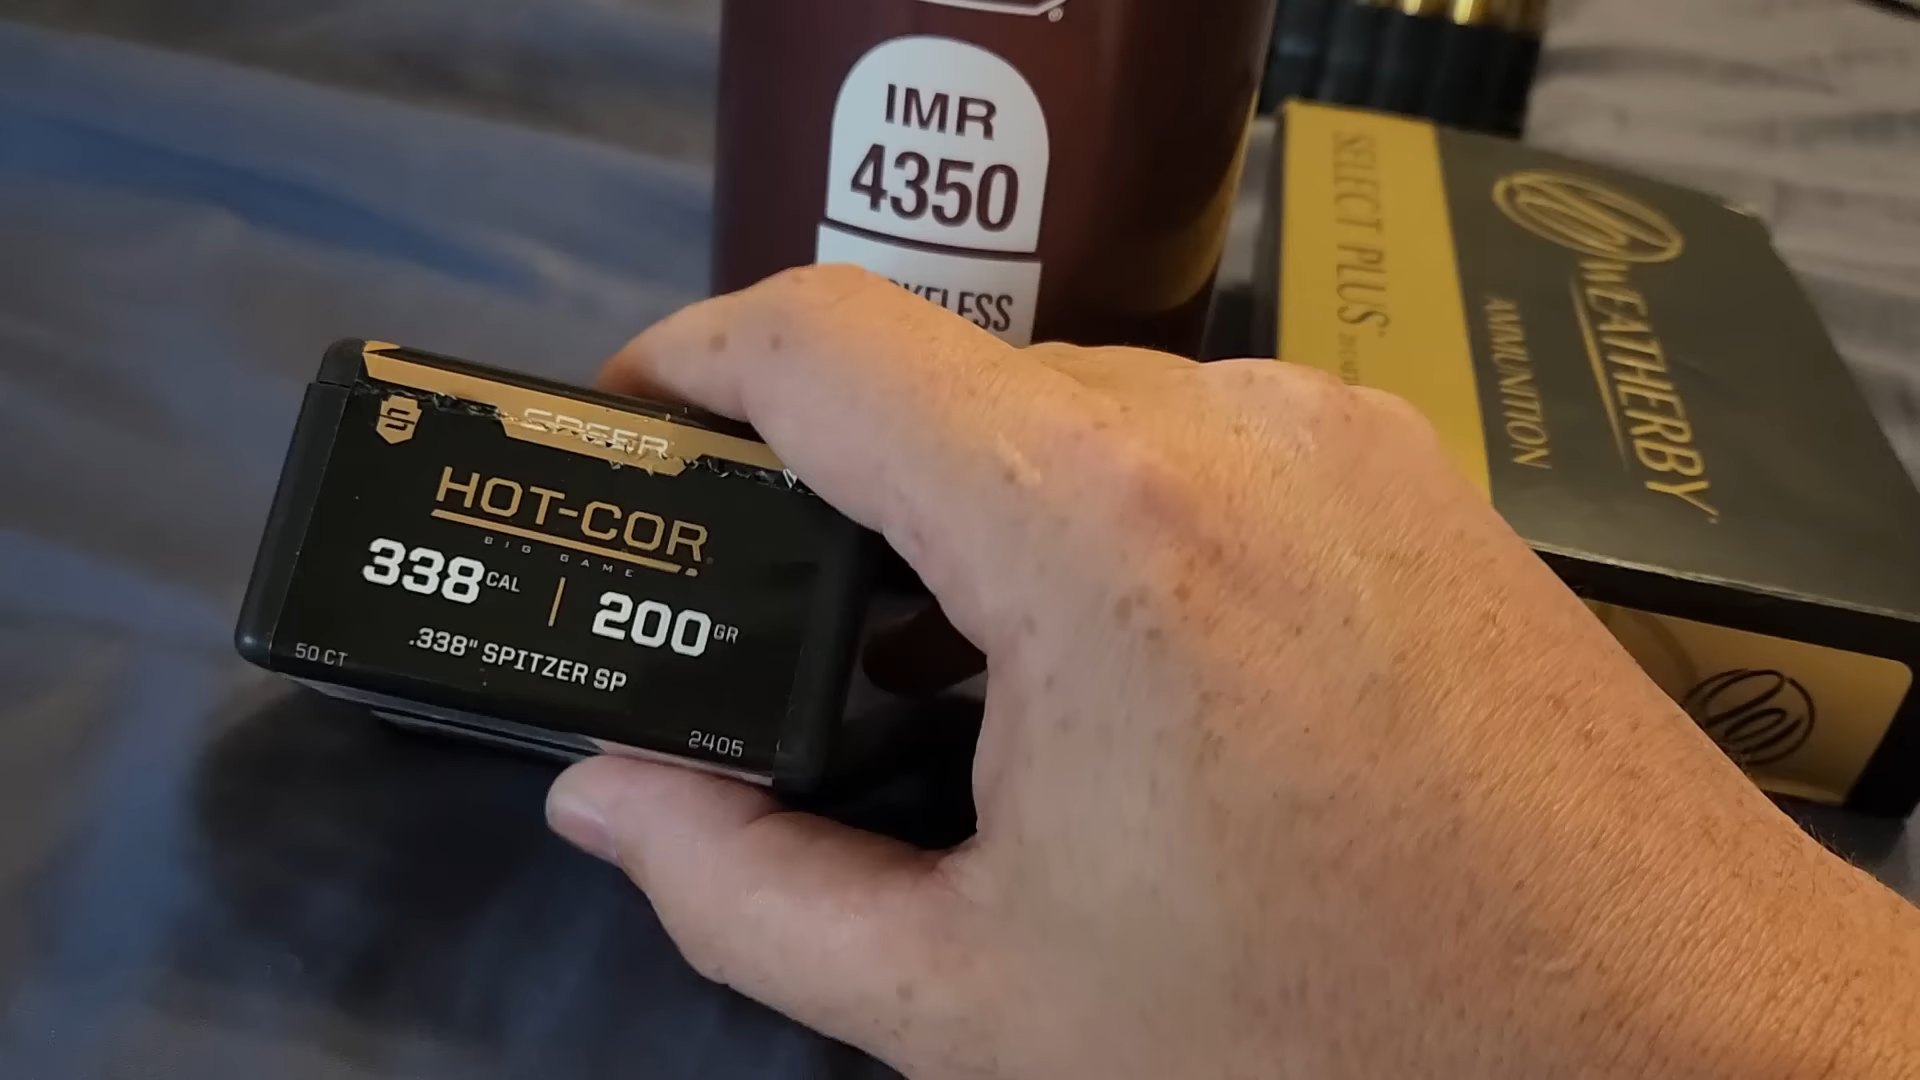 IMR
4350
SPEER
HOT-COR
BIG GAME
338 CAL | 200 GR
.338" SPITZER SP
50 CT
2405
SELECT PLUS
WEATHERBY
AMMUNITION